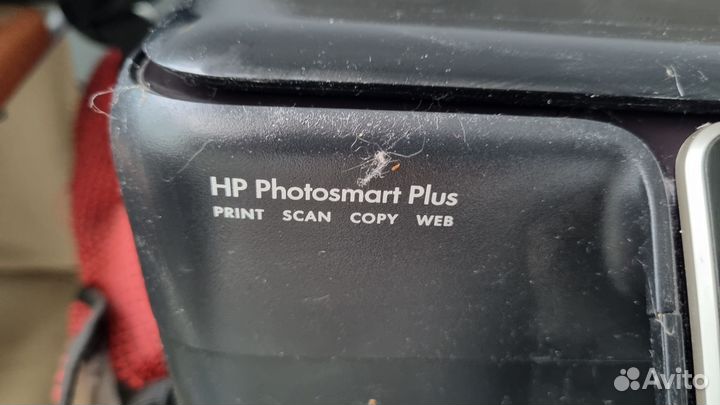 HP Photosmart Plus
PRINT SCAN COPY WEB
Avito